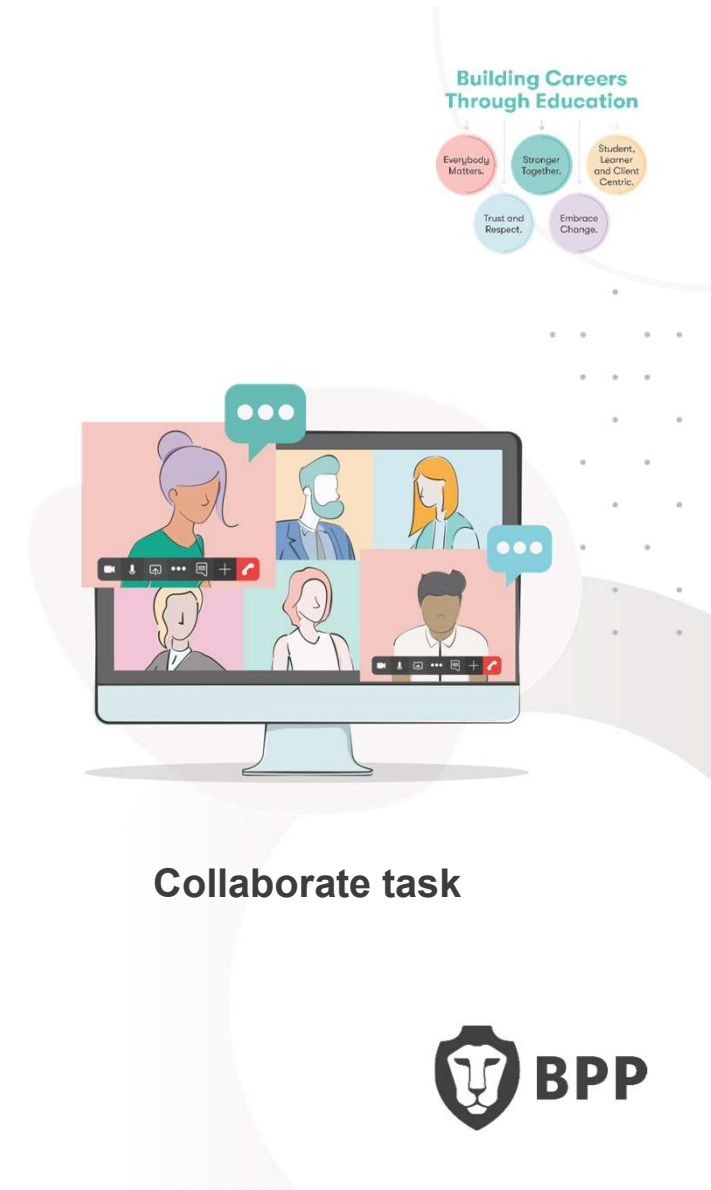 Building Careers
Through Education
Everybody
Matters.
Stronger
Together.
Student,
Learner
and Client
Centric.
Trust and
Respect.
Embrace
Change.
Collaborate task
BPP